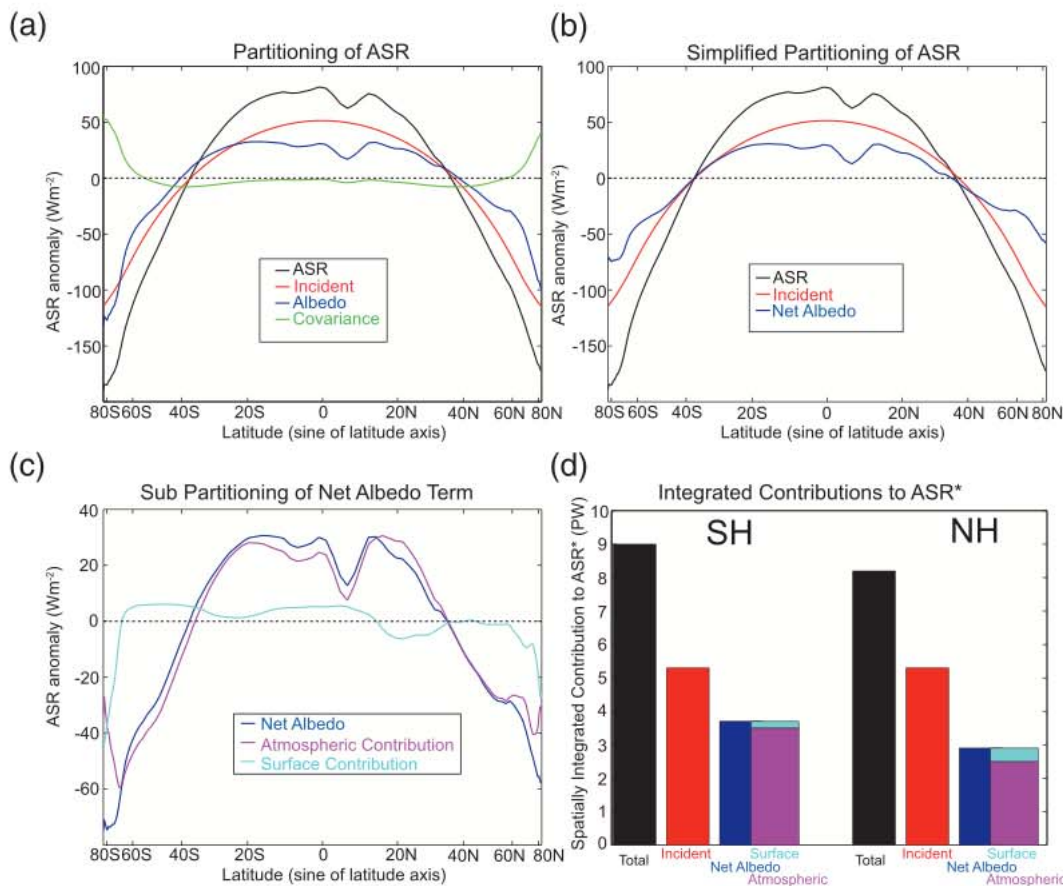 (a)
Partitioning of ASR
100
50
0
-50
-100
-150
ASR anomaly (Wm-2)
ASR
Incident
Albedo
Covariance
80S 60S 40S 20S 0 20N 40N 60N 80N
Latitude (sine of latitude axis)
(b)
Simplified Partitioning of ASR
100
50
0
-50
-100
-150
ASR anomaly (Wm-2)
ASR
Incident
Net Albedo
80S 60S 40S 20S 0 20N 40N 60N 80N
Latitude (sine of latitude axis)
(c)
Sub Partitioning of Net Albedo Term
40
20
0
-20
-40
-60
ASR anomaly (Wm-2)
Net Albedo
Atmospheric Contribution
Surface Contribution
80S 60S 40S 20S 0 20N 40N 60N 80N
Latitude (sine of latitude axis)
(d)
Integrated Contributions to ASR*
SH NH
9
8
7
6
5
4
3
2
1
0
Spatially Integrated Contribution to ASR* (PW)
Total Incident Surface Total Incident Surface
Net Albedo Net Albedo
Atmospheric Atmospheric